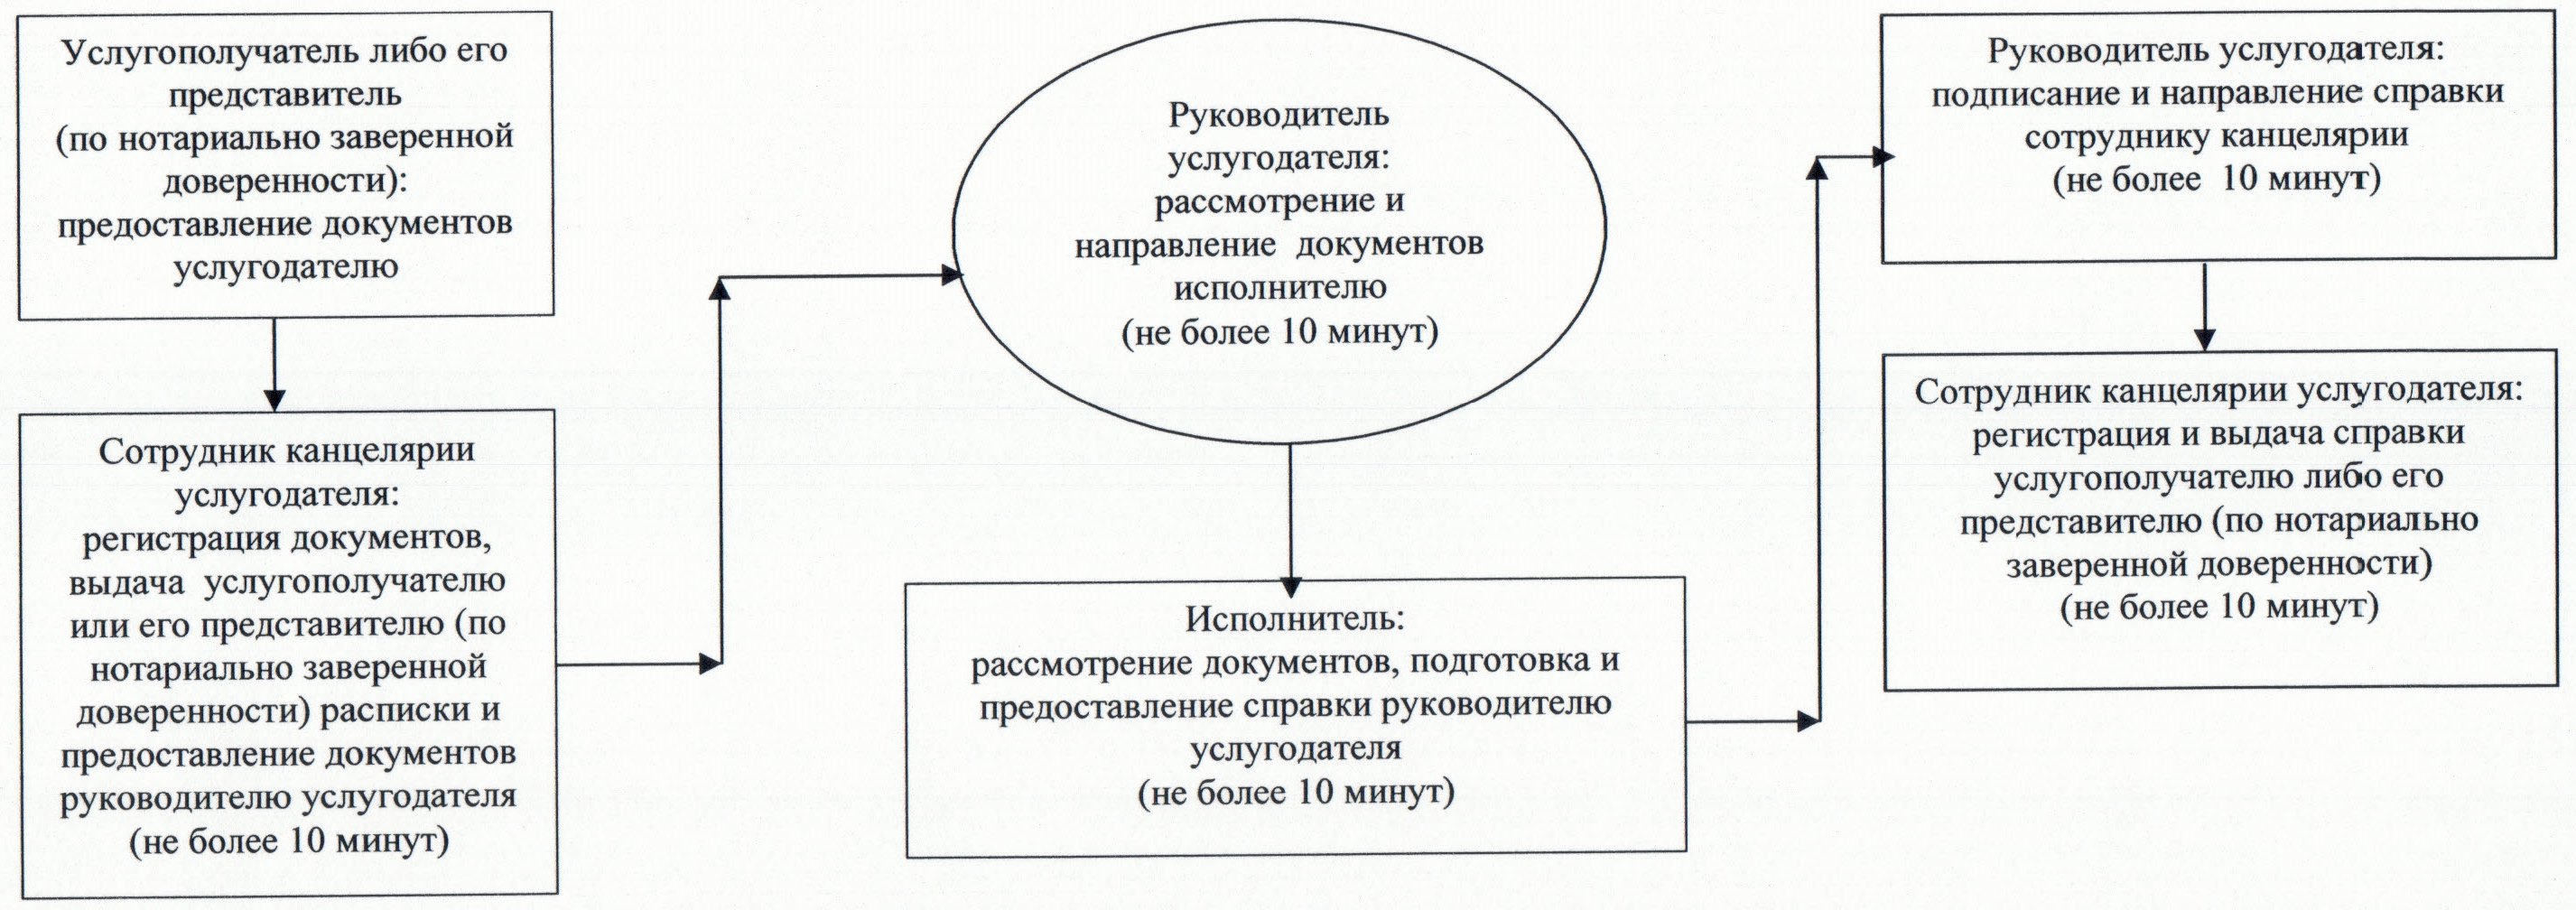 Услугополучатель либо его
представитель
(по нотариально заверенной
доверенности):
предоставление документов
услугодателю
Сотрудник канцелярии
услугодателя:
регистрация документов,
выдача услугополучателю
или его представителю (по
нотариально заверенной
доверенности) расписки и
предоставление документов
руководителю услугодателя
(не более 10 минут)
Руководитель
услугодателя:
рассмотрение и
направление документов
исполнителю
(не более 10 минут)
Исполнитель:
рассмотрение документов, подготовка и
предоставление справки руководителю
услугодателя
(не более 10 минут)
Руководитель услугодателя:
подписание и направление справки
сотруднику канцелярии
(не более 10 минут)
Сотрудник канцелярии услугодателя:
регистрация и выдача справки
услугополучателю либо его
представителю (по нотариально
заверенной доверенности)
(не более 10 минут)